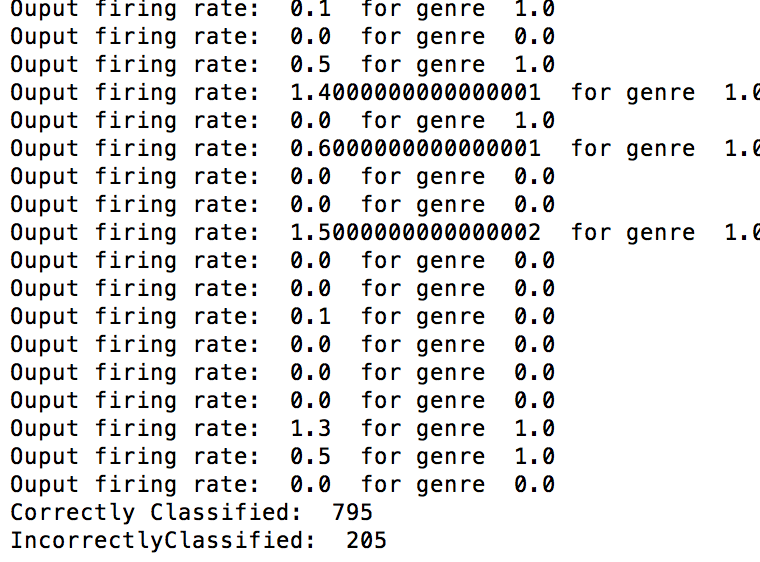 Ouput firing rate:  0.1  for genre  1.0
Ouput firing rate:  0.0  for genre  0.0
Ouput firing rate:  0.5  for genre  1.0
Ouput firing rate:  1.4000000000000001  for genre  1.0
Ouput firing rate:  0.0  for genre  1.0
Ouput firing rate:  0.6000000000000001  for genre  1.0
Ouput firing rate:  0.0  for genre  0.0
Ouput firing rate:  0.0  for genre  0.0
Ouput firing rate:  1.5000000000000002  for genre  1.0
Ouput firing rate:  0.0  for genre  0.0
Ouput firing rate:  0.0  for genre  0.0
Ouput firing rate:  0.1  for genre  0.0
Ouput firing rate:  0.0  for genre  0.0
Ouput firing rate:  0.0  for genre  0.0
Ouput firing rate:  0.0  for genre  0.0
Ouput firing rate:  1.3  for genre  1.0
Ouput firing rate:  0.5  for genre  1.0
Ouput firing rate:  0.0  for genre  0.0
Correctly Classified:  795
IncorrectlyClassified:  205